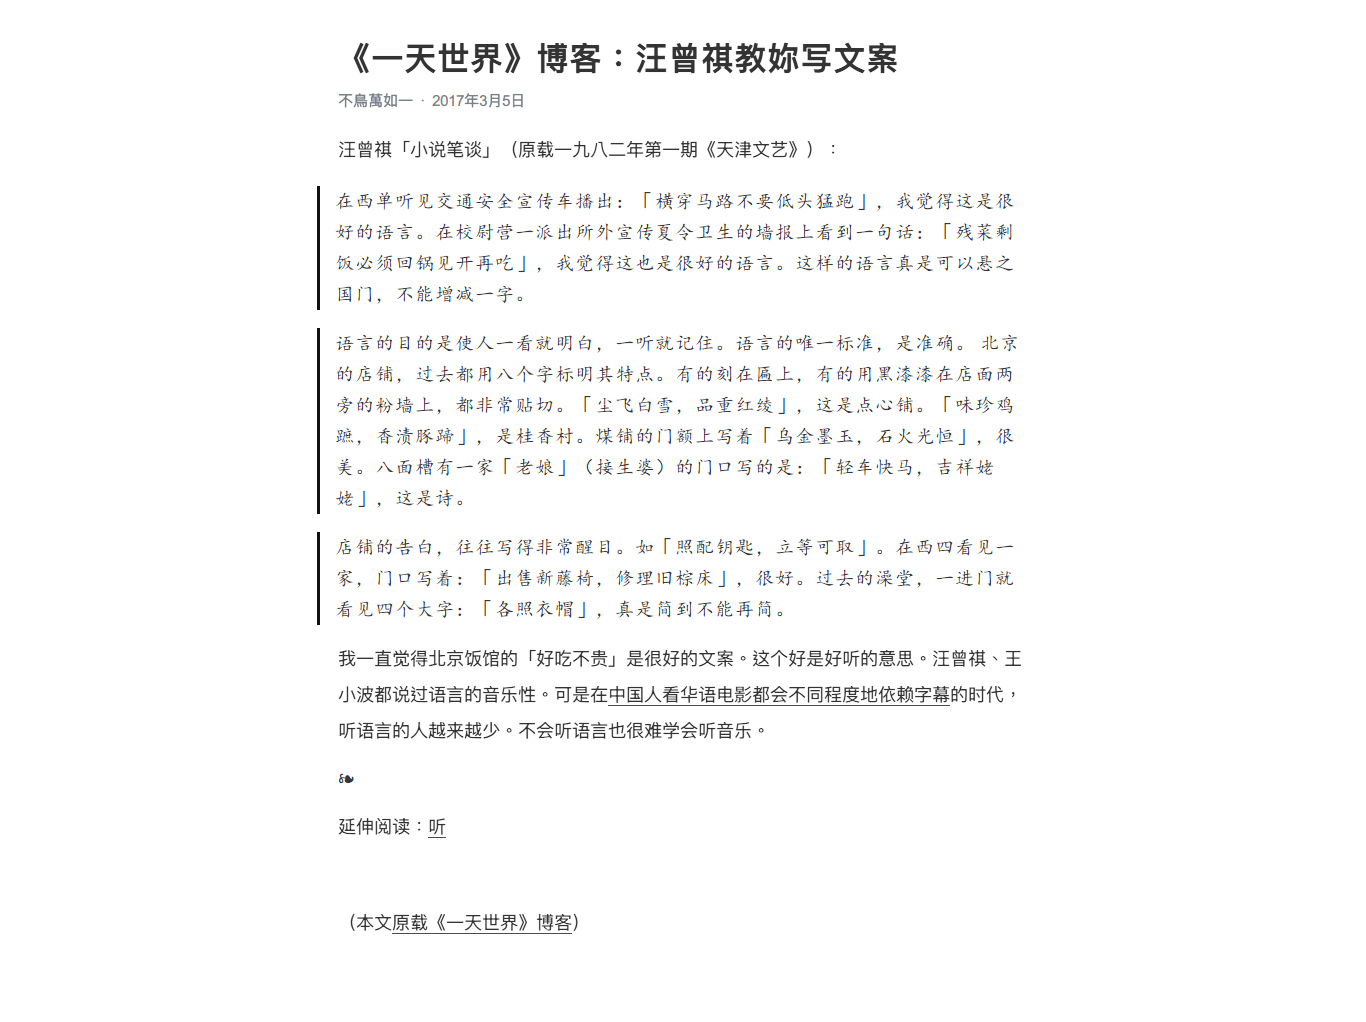 《一天世界》博客：汪曾祺教妳写文案
不鳥萬如一 · 2017年3月5日
汪曾祺「小说笔谈」（原载一九八二年第一期《天津文艺》）：
在西单听见交通安全宣传车播出：「横穿马路不要低头猛跑」，我觉得这是很
好的语言。在校尉营一派出所外宣传夏令卫生的墙报上看到一句话：「残菜剩
饭必须回锅见开再吃」，我觉得这也是很好的语言。这样的语言真是可以悬之
国门，不能增减一字。
语言的目的是使人一看就明白，一听就记住。语言的唯一标准，是准确。 北京
的店铺，过去都用八个字标明其特点。有的刻在匾上，有的用黑漆漆在店面两
旁的粉墙上，都非常贴切。「尘飞白雪，品重红绫」，这是点心铺。「味珍鸡
蹠，香渍豚蹄」，是桂香村。煤铺的门额上写着「乌金墨玉，石火光恒」，很
美。八面槽有一家「老娘」（接生婆）的门口写的是：「轻车快马，吉祥姥
姥」，这是诗。
店铺的告白，往往写得非常醒目。如「照配钥匙，立等可取」。在西四看见一
家，门口写着：「出售新藤椅，修理旧棕床」，很好。过去的澡堂，一进门就
看见四个大字：「各照衣帽」，真是简到不能再简。
我一直觉得北京饭馆的「好吃不贵」是很好的文案。这个好是好听的意思。汪曾祺、王
小波都说过语言的音乐性。可是在中国人看华语电影都会不同程度地依赖字幕的时代，
听语言的人越来越少。不会听语言也很难学会听音乐。
❧
延伸阅读：听
（本文原载《一天世界》博客）